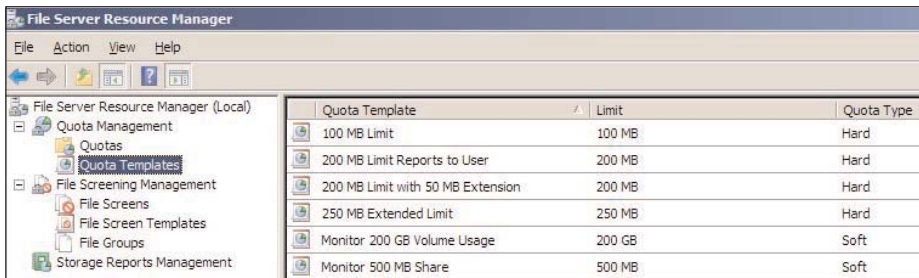 File Server Resource Manager
File Action View Help
File Server Resource Manager (Local)
Quota Management
Quotas
Quota Templates
File Screening Management
File Screens
File Screen Templates
File Groups
Storage Reports Management
Quota Template Limit Quota Type
100 MB Limit 100 MB Hard
200 MB Limit Reports to User 200 MB Hard
200 MB Limit with 50 MB Extension 200 MB Hard
250 MB Extended Limit 250 MB Hard
Monitor 200 GB Volume Usage 200 GB Soft
Monitor 500 MB Share 500 MB Soft